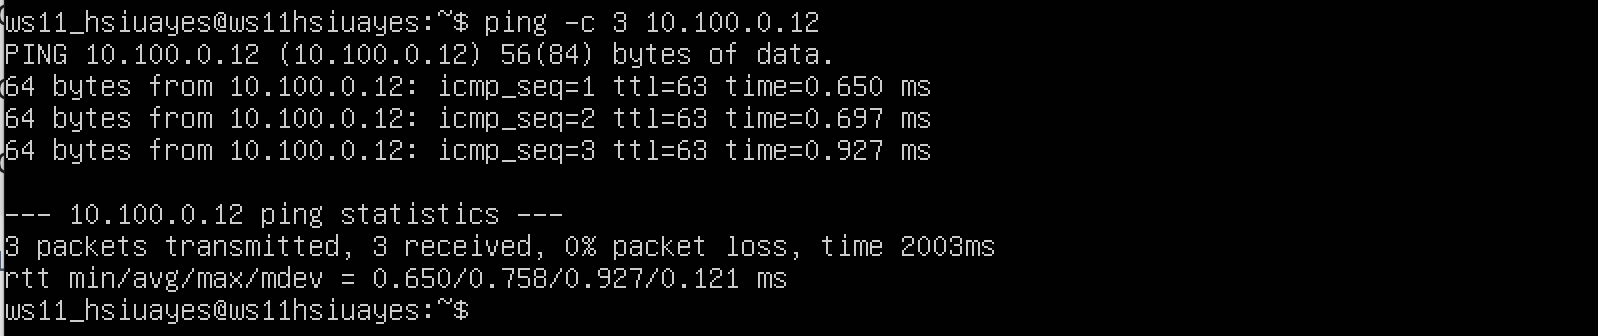 ws11_hsiuayes@ws11hsiuayes:~$ ping -c 3 10.100.0.12
PING 10.100.0.12 (10.100.0.12) 56(84) bytes of data.
64 bytes from 10.100.0.12: icmp_seq=1 ttl=63 time=0.650 ms
64 bytes from 10.100.0.12: icmp_seq=2 ttl=63 time=0.697 ms
64 bytes from 10.100.0.12: icmp_seq=3 ttl=63 time=0.927 ms

--- 10.100.0.12 ping statistics ---
3 packets transmitted, 3 received, 0% packet loss, time 2003ms
rtt min/avg/max/mdev = 0.650/0.758/0.927/0.121 ms
ws11_hsiuayes@ws11hsiuayes:~$